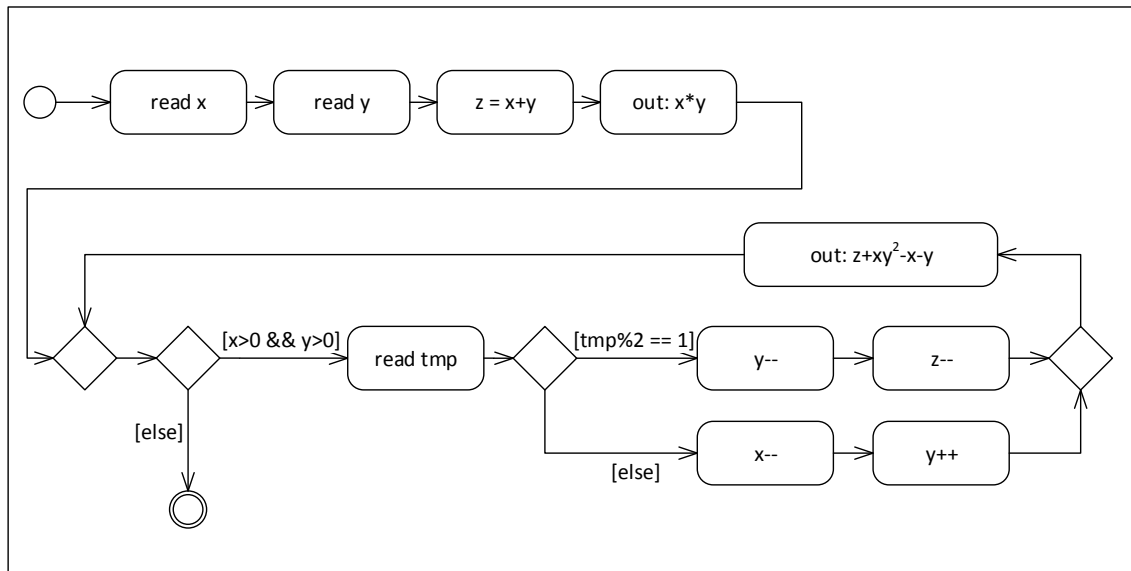 read x
read y
z = x+y
out: x*y
out: z+xy²-x-y
[x>0 && y>0]
read tmp
[tmp%2 == 1]
y--
z--
[else]
[else]
x--
y++